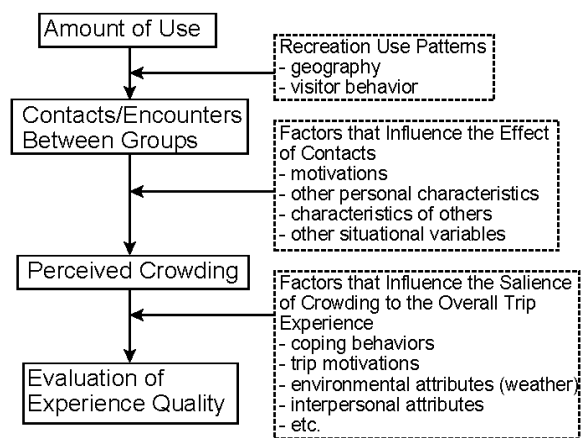 Amount of Use
Recreation Use Patterns
- geography
- visitor behavior
Contacts/Encounters
Between Groups
Factors that Influence the Effect
of Contacts
- motivations
- other personal characteristics
- characteristics of others
- other situational variables
Perceived Crowding
Factors that Influence the Salience
of Crowding to the Overall Trip
Experience
- coping behaviors
- trip motivations
- environmental attributes (weather)
- interpersonal attributes
- etc.
Evaluation of
Experience Quality